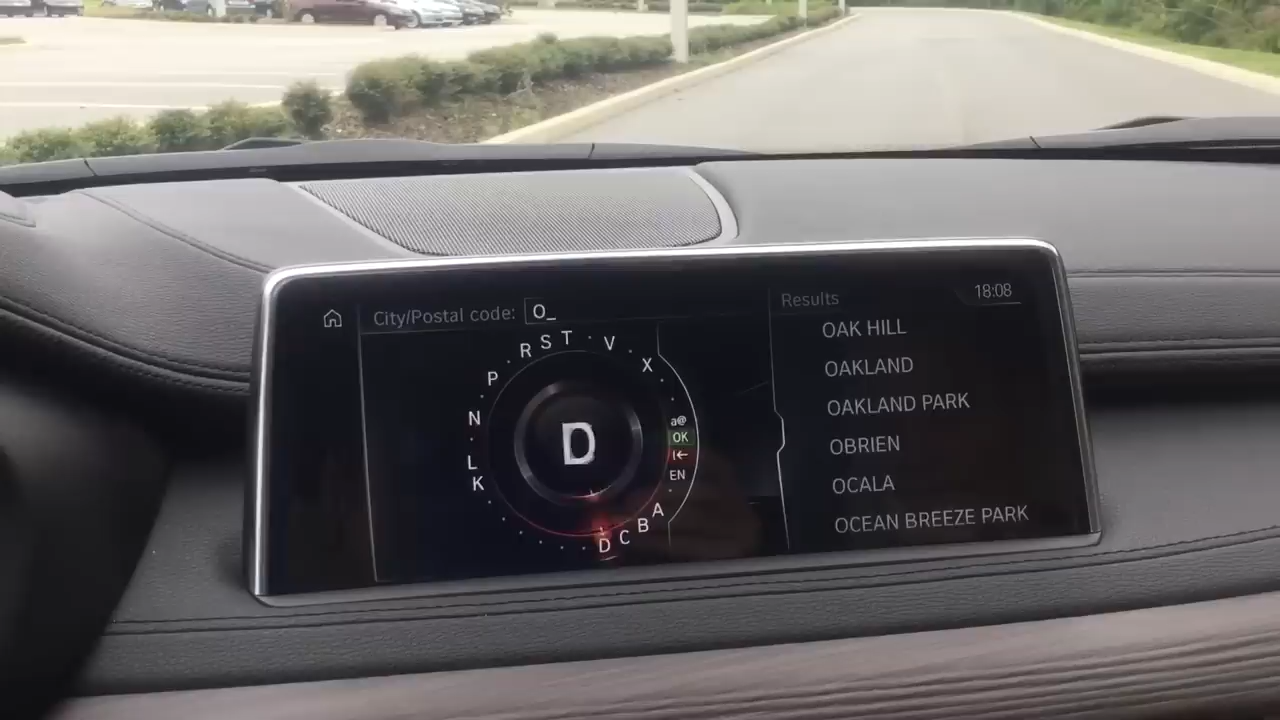 City/Postal code: O_
Results
18:08
OAK HILL
OAKLAND
OAKLAND PARK
OBRIEN
OCALA
OCEAN BREEZE PARK
R S T V X
P
N
L
K
D
a@
OK
EN
A
B
C
D